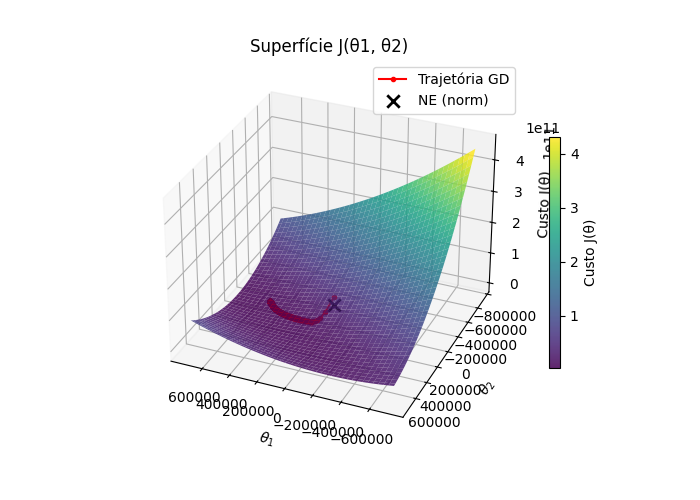 Superfície J(θ1, θ2)
Trajetória GD
NE (norm)
1e11
4
3
2
1
0
Custo J(θ)
1e11
4
3
2
1
Custo J(θ)
−800000
−600000
−400000
−200000
0
200000
400000
600000
θ2
600000
400000
200000
0
−200000
−400000
−600000
θ1